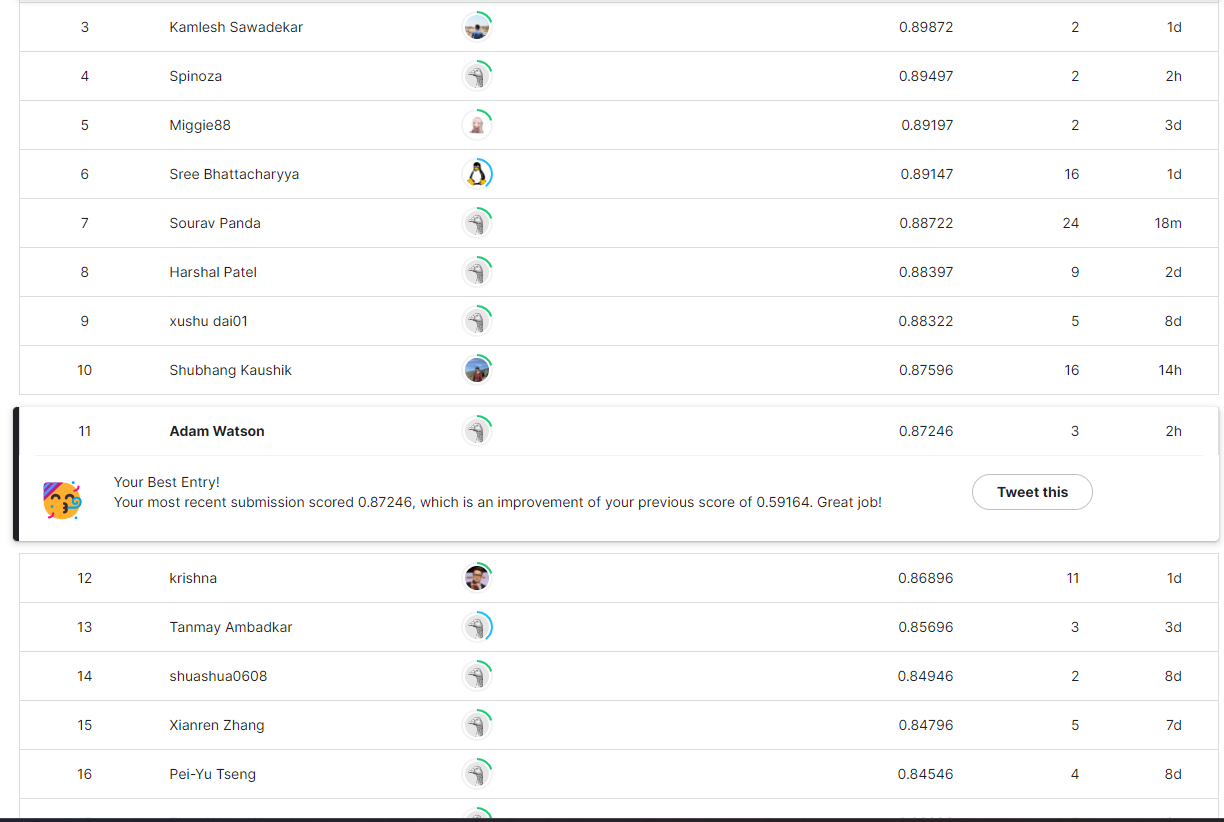 3 Kamlesh Sawadekar 0.89872 2 1d
4 Spinoza 0.89497 2 2h
5 Miggie88 0.89197 2 3d
6 Sree Bhattacharyya 0.89147 16 1d
7 Sourav Panda 0.88722 24 18m
8 Harshal Patel 0.88397 9 2d
9 xushu dai01 0.88322 5 8d
10 Shubhang Kaushik 0.87596 16 14h
11 Adam Watson 0.87246 3 2h
Your Best Entry!
Your most recent submission scored 0.87246, which is an improvement of your previous score of 0.59164. Great job!
Tweet this
12 krishna 0.86896 11 1d
13 Tanmay Ambadkar 0.85696 3 3d
14 shuashua0608 0.84946 2 8d
15 Xianren Zhang 0.84796 5 7d
16 Pei-Yu Tseng 0.84546 4 8d